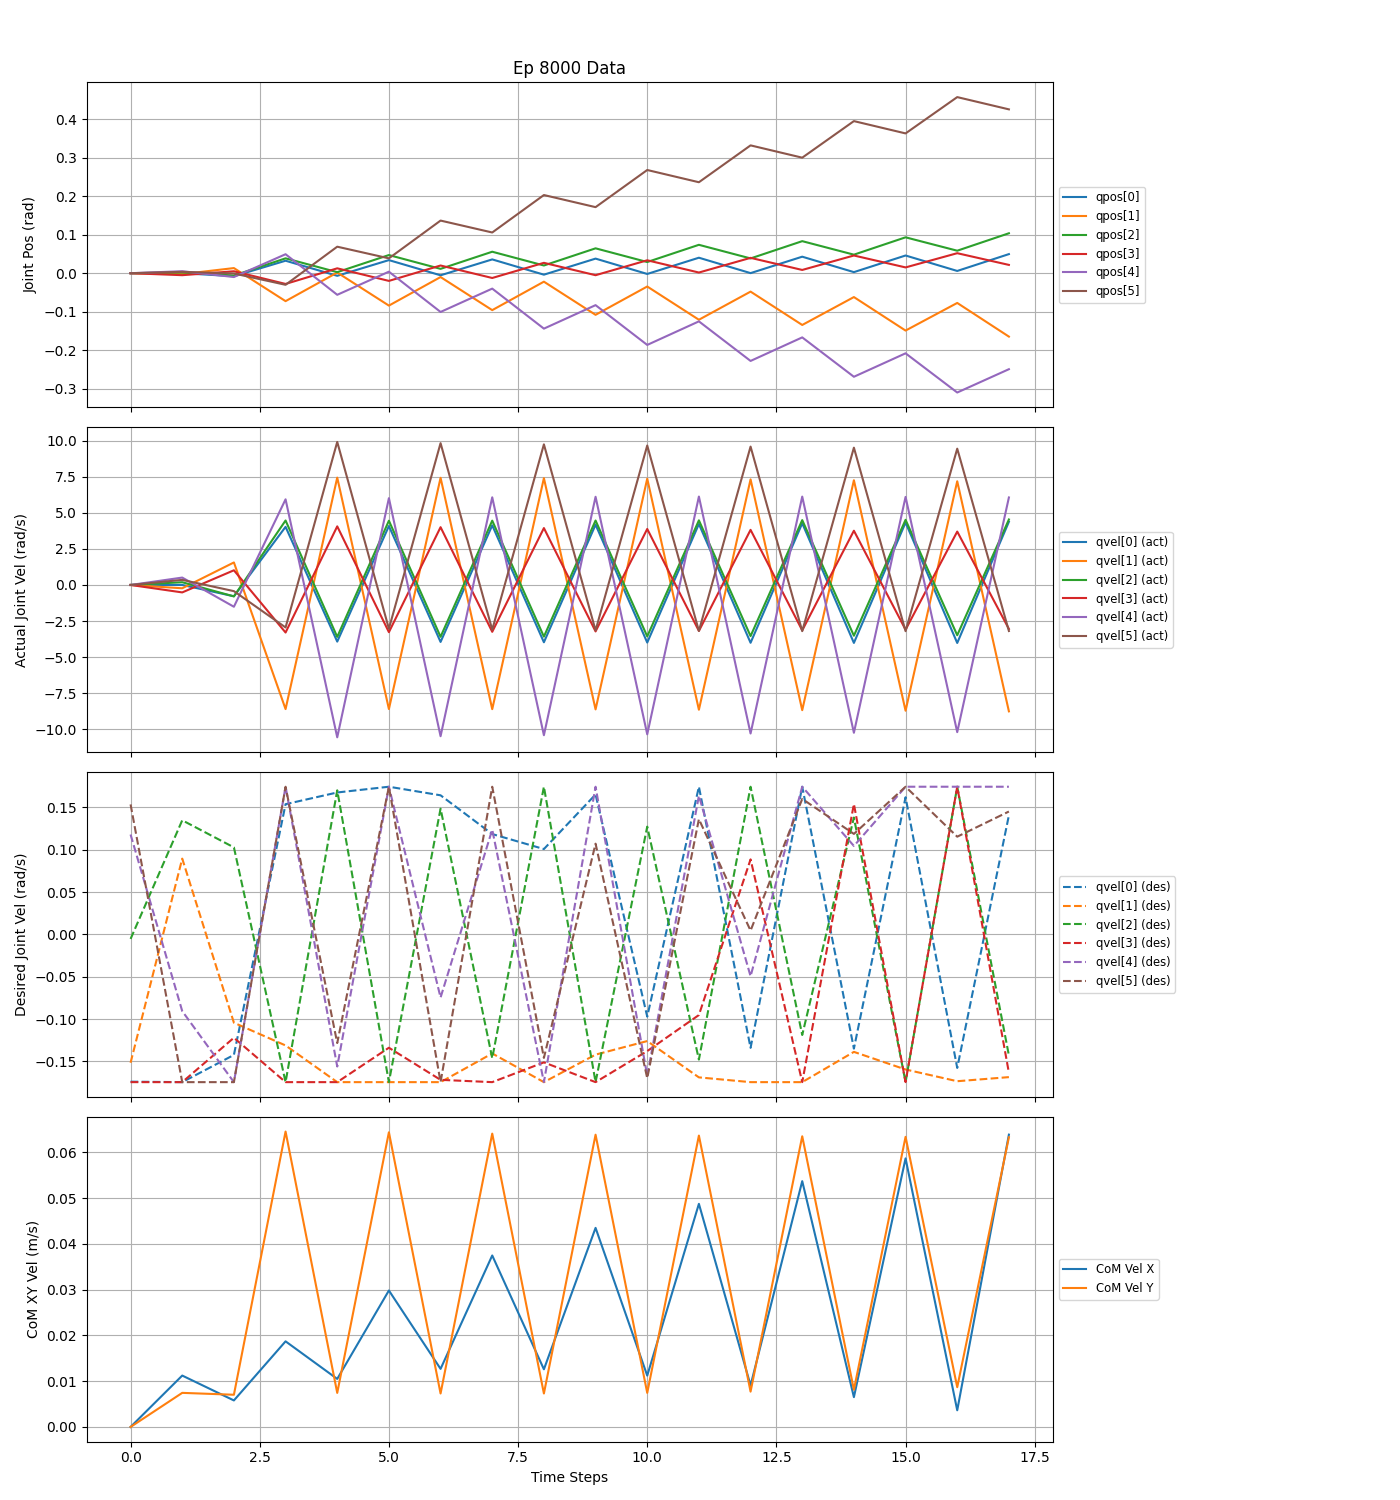 Ep 8000 Data
Joint Pos (rad)
0.4
0.3
0.2
0.1
0.0
−0.1
−0.2
−0.3
qpos[0]
qpos[1]
qpos[2]
qpos[3]
qpos[4]
qpos[5]
Actual Joint Vel (rad/s)
10.0
7.5
5.0
2.5
0.0
−2.5
−5.0
−7.5
−10.0
qvel[0] (act)
qvel[1] (act)
qvel[2] (act)
qvel[3] (act)
qvel[4] (act)
qvel[5] (act)
Desired Joint Vel (rad/s)
0.15
0.10
0.05
0.00
−0.05
−0.10
−0.15
qvel[0] (des)
qvel[1] (des)
qvel[2] (des)
qvel[3] (des)
qvel[4] (des)
qvel[5] (des)
CoM XY Vel (m/s)
0.06
0.05
0.04
0.03
0.02
0.01
0.00
CoM Vel X
CoM Vel Y
0.0 2.5 5.0 7.5 10.0 12.5 15.0 17.5
Time Steps